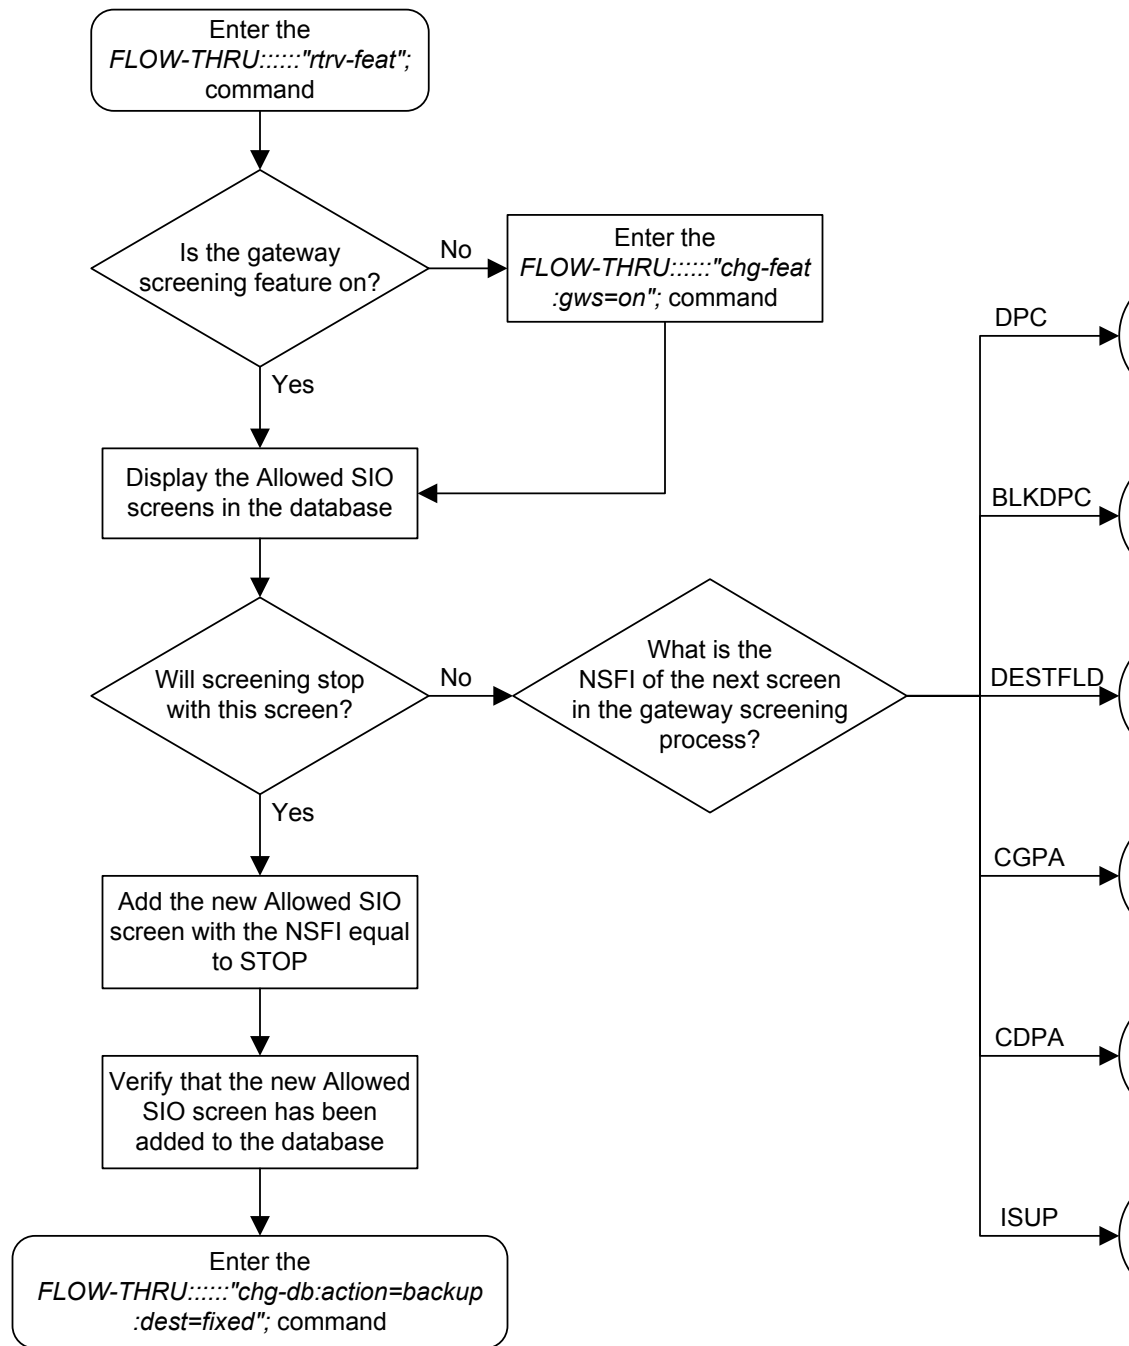 Enter the
FLOW-THRU::::::"rtrv-feat";
command
Is the gateway
screening feature on?
No
Enter the
FLOW-THRU::::::"chg-feat
:gws=on"; command
Yes
Display the Allowed SIO
screens in the database
Will screening stop
with this screen?
No
What is the
NSFI of the next screen
in the gateway screening
process?
DPC
BLKDPC
DESTFLD
CGPA
CDPA
ISUP
Yes
Add the new Allowed SIO
screen with the NSFI equal
to STOP
Verify that the new Allowed
SIO screen has been
added to the database
Enter the
FLOW-THRU::::::"chg-db:action=backup
:dest=fixed"; command